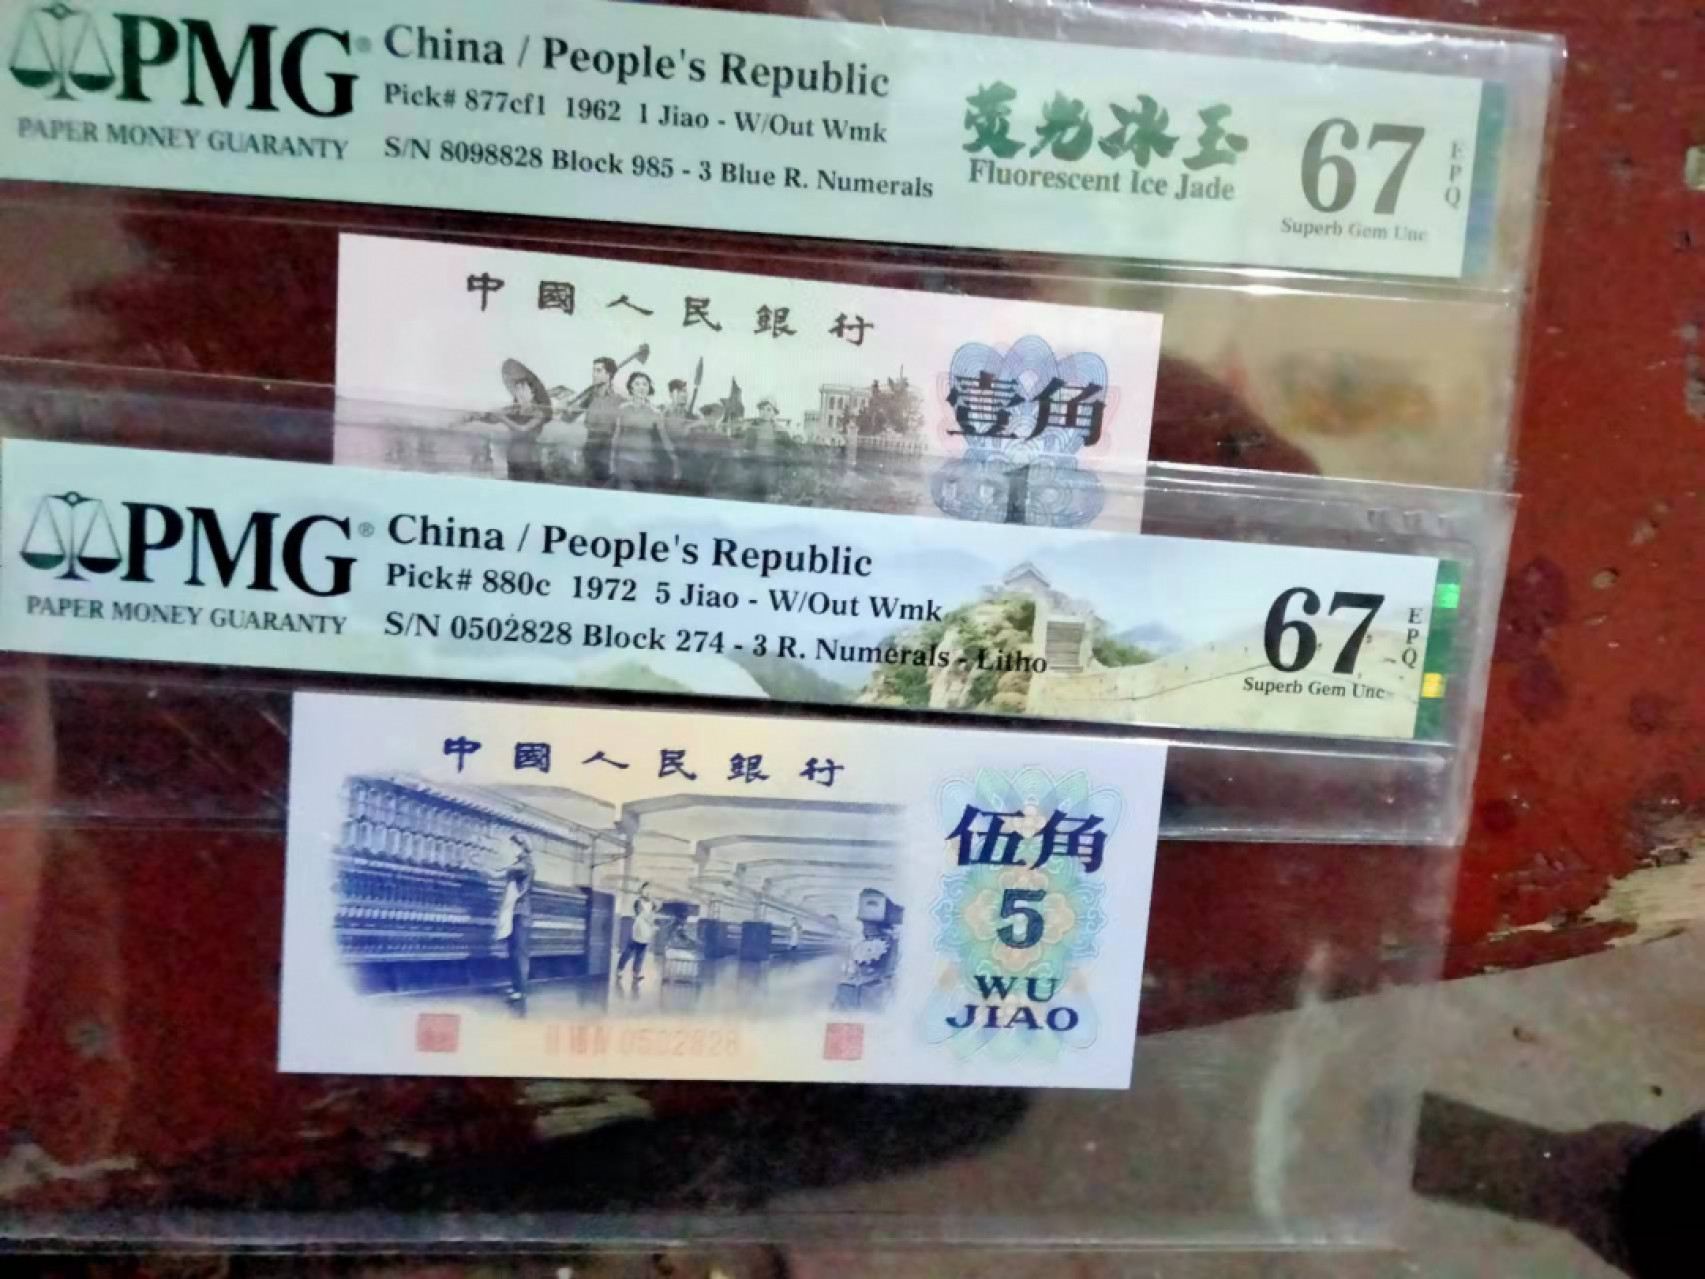 PMG® China / People's Republic
Pick# 877cf1 1962 1 Jiao - W/Out Wmk
PAPER MONEY GUARANTY
S/N 8098828 Block 985 - 3 Blue R. Numerals
荧光冰玉
Fluorescent Ice Jade
67
EPQ
Superb Gem Unc
中國人民銀行
壹角
1
PMG® China / People's Republic
Pick# 880c 1972 5 Jiao - W/Out Wmk
PAPER MONEY GUARANTY
S/N 0502828 Block 274 - 3 R. Numerals - Litho
67
EPQ
Superb Gem Unc
中國人民銀行
伍角
5
WU
JIAO
0502828